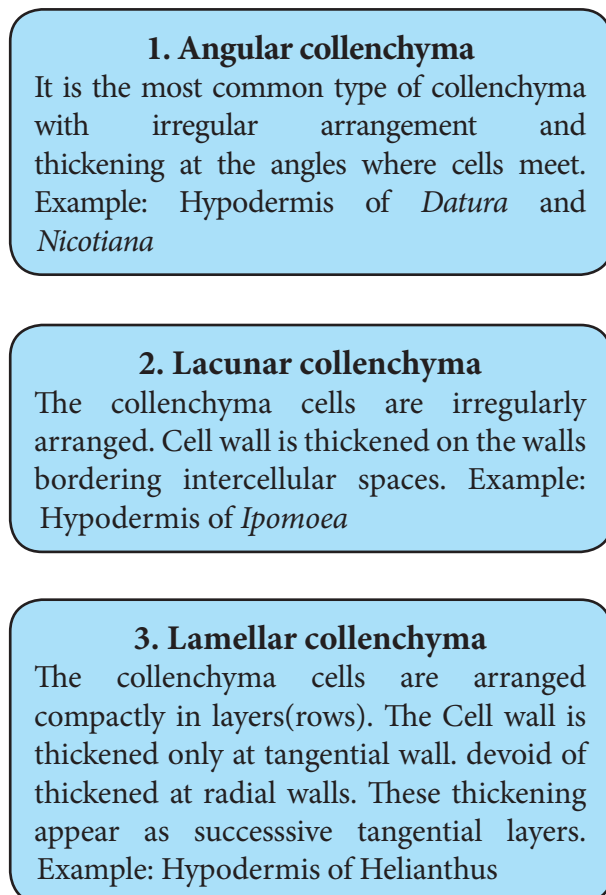 1. Angular collenchyma
It is the most common type of collenchyma
with irregular arrangement and
thickening at the angles where cells meet.
Example: Hypodermis of Datura and
Nicotiana
2. Lacunar collenchyma
The collenchyma cells are irregularly
arranged. Cell wall is thickened on the walls
bordering intercellular spaces. Example:
Hypodermis of Ipomoea
3. Lamellar collenchyma
The collenchyma cells are arranged
compactly in layers(rows). The Cell wall is
thickened only at tangential wall. devoid of
thickened at radial walls. These thickening
appear as successsive tangential layers.
Example: Hypodermis of Helianthus